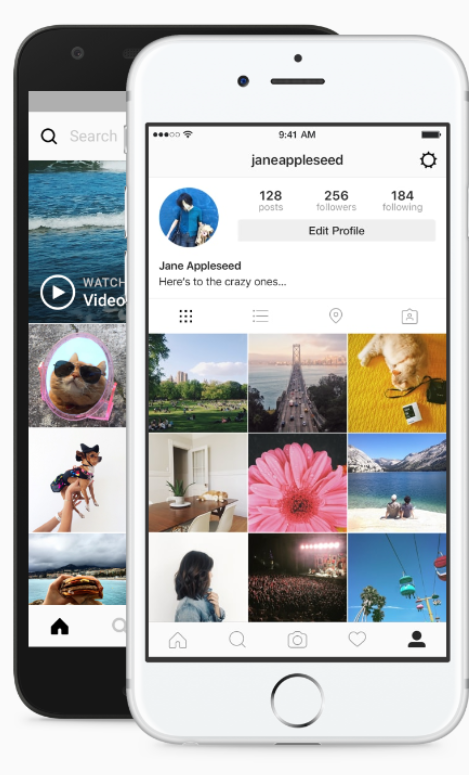 Search
WATCH
Video
9:41 AM
janeappleseed
128
256
184
posts
followers
following
Edit Profile
Jane Appleseed
Here's to the crazy ones...